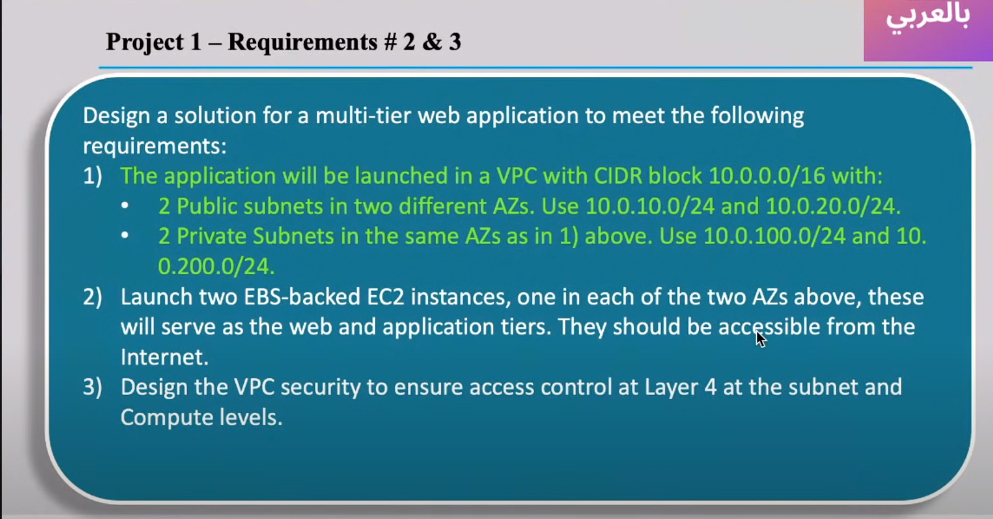 بالعربي
Project 1 – Requirements # 2 & 3
Design a solution for a multi-tier web application to meet the following
requirements:
1) The application will be launched in a VPC with CIDR block 10.0.0.0/16 with:
• 2 Public subnets in two different AZs. Use 10.0.10.0/24 and 10.0.20.0/24.
• 2 Private Subnets in the same AZs as in 1) above. Use 10.0.100.0/24 and 10.
0.200.0/24.
2) Launch two EBS-backed EC2 instances, one in each of the two AZs above, these
will serve as the web and application tiers. They should be accessible from the
Internet.
3) Design the VPC security to ensure access control at Layer 4 at the subnet and
Compute levels.